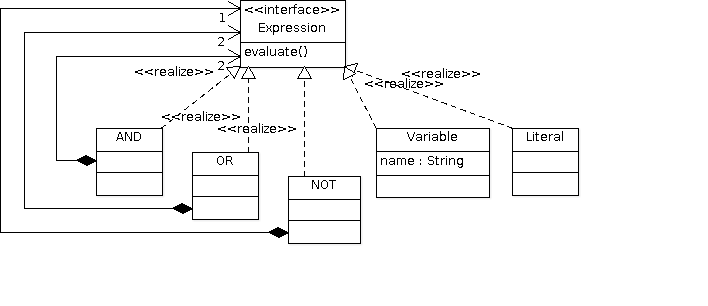 <<interface>>
1
Expression
2
evaluate()
2
<<realize>>
<<realize>>
<<realize>>
<<realize>>
<<realize>>
AND
Variable
Literal
OR
name : String
NOT